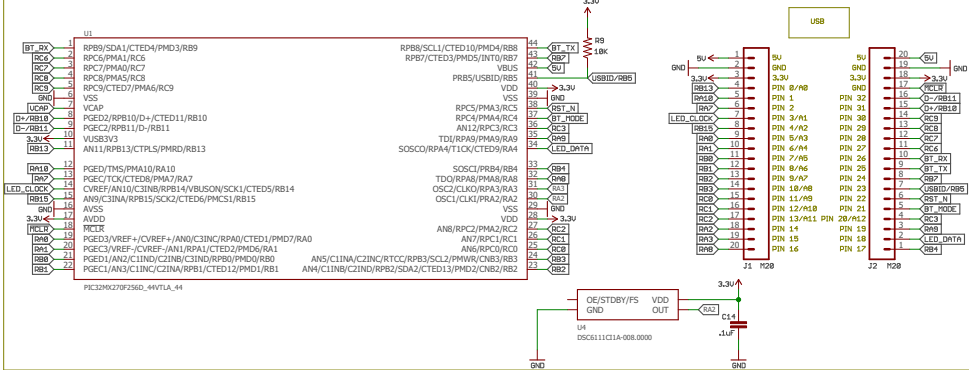 3.3V
USB
U1
R9
10K
BT_RX 1 RPB9/SDA1/CTED4/PMD3/RB9 RPB8/SCL1/CTED10/PMD4/RB8 44 BT_TX
RC6 2 RPC6/PMA1/RC6 RPB7/CTED3/PMD5/INT0/RB7 43 RB7
RC7 3 RPC7/PMA0/RC7 VBUS 42 5V
RC8 4 RPC8/PMA5/RC8 PRB5/USBID/RB5 41 USBID/RB5
RC9 5 RPC9/CTED7/PMA6/RC9 VDD 40 3.3V
GND 6 VSS VSS 39 GND
VCAP 7 VCAP RPC5/PMA3/RC5 38 RST_N
D+/RB10 8 PGED2/RPB10/D+/CTED11/RB10 RPC4/PMA4/RC4 37 BT_MODE
D-/RB11 9 PGEC2/RPB11/D-/RB11 AN12/RPC3/RC3 36 RC3
3.3V 10 VUSB3V3 TDI/RPA9/PMA9/RA9 35 RA9
RB13 11 AN11/RPB13/CTPLS/PMRD/RB13 SOSCO/RPA4/T1CK/CTED9/RA4 34 LED_DATA
RA10 12 PGED/TMS/PMA10/RA10 SOSCI/RPB4/RB4 33 RB4
RA7 13 PGEC/TCK/CTED8/PMA7/RA7 TDO/RPA8/PMA8/RA8 32 RA8
LED_CLOCK 14 CVREF/AN10/C3INB/RPB14/VBUSON/SCK1/CTED5/RB14 OSC2/CLKO/RPA3/RA3 31 RA3
RB15 15 AN9/C3INA/RPB15/SCK2/CTED6/PMCS1/RB15 OSC1/CLKI/RPA2/RA2 30 RA2
GND 16 AVSS VSS 29 GND
3.3V 17 AVDD VDD 28 3.3V
MCLR 18 MCLR AN8/RPC2/PMA2/RC2 27 RC2
RA0 19 PGED3/VREF+/CVREF+/AN0/C3INC/RPA0/CTED1/PMD7/RA0 AN7/RPC1/RC1 26 RC1
RA1 20 PGEC3/VREF-/CVREF-/AN1/RPA1/CTED2/PMD6/RA1 AN6/RPC0/RC0 25 RC0
RB0 21 PGED1/AN2/C1IND/C2INB/C3IND/RPB0/PMD0/RB0 AN5/C1INA/C2INC/RTCC/RPB3/SCL2/PMWR/CNB3/RB3 24 RB3
RB1 22 PGEC1/AN3/C1INC/C2INA/RPB1/CTED12/PMD1/RB1 AN4/C1INB/C2IND/RPB2/SDA2/CTED13/PMD2/CNB2/RB2 23 RB2
PIC32MX270F256D_44VTLA_44
5V 1 5V 5V 20 5V
GND 2 GND GND 19 GND
3.3V 3 3.3V 3.3V 18 3.3V
RB13 4 PIN 0/A0 GND 17 MCLR
RA10 5 PIN 1 PIN 32 16 D-/RB11
RA7 6 PIN 2 PIN 31 15 D+/RB10
LED_CLOCK 7 PIN 3/A1 PIN 30 14 RC9
RB15 8 PIN 4/A2 PIN 29 13 RC8
RA0 9 PIN 5/A3 PIN 28 12 RC7
RA1 10 PIN 6/A4 PIN 27 11 RC6
RB0 11 PIN 7/A5 PIN 26 10 BT_RX
RB1 12 PIN 8/A6 PIN 25 9 BT_TX
RB2 13 PIN 9/A7 PIN 24 8 RB7
RB3 14 PIN 10/A8 PIN 23 7 USBID/RB5
RC0 15 PIN 11/A9 PIN 22 6 RST_N
RC1 16 PIN 12/A10 PIN 21 5 BT_MODE
RC2 17 PIN 13/A11 PIN 20/A12 4 RC3
RA2 18 PIN 14 PIN 19 3 RA9
RA3 19 PIN 15 PIN 18 2 LED_DATA
RA8 20 PIN 16 PIN 17 1 RB4
J1 M20 J2 M20
3.3V
OE/STDBY/FS VDD
GND OUT RA2
U4
DSC6111CI1A-008.0000
C14
.1uF
GND GND